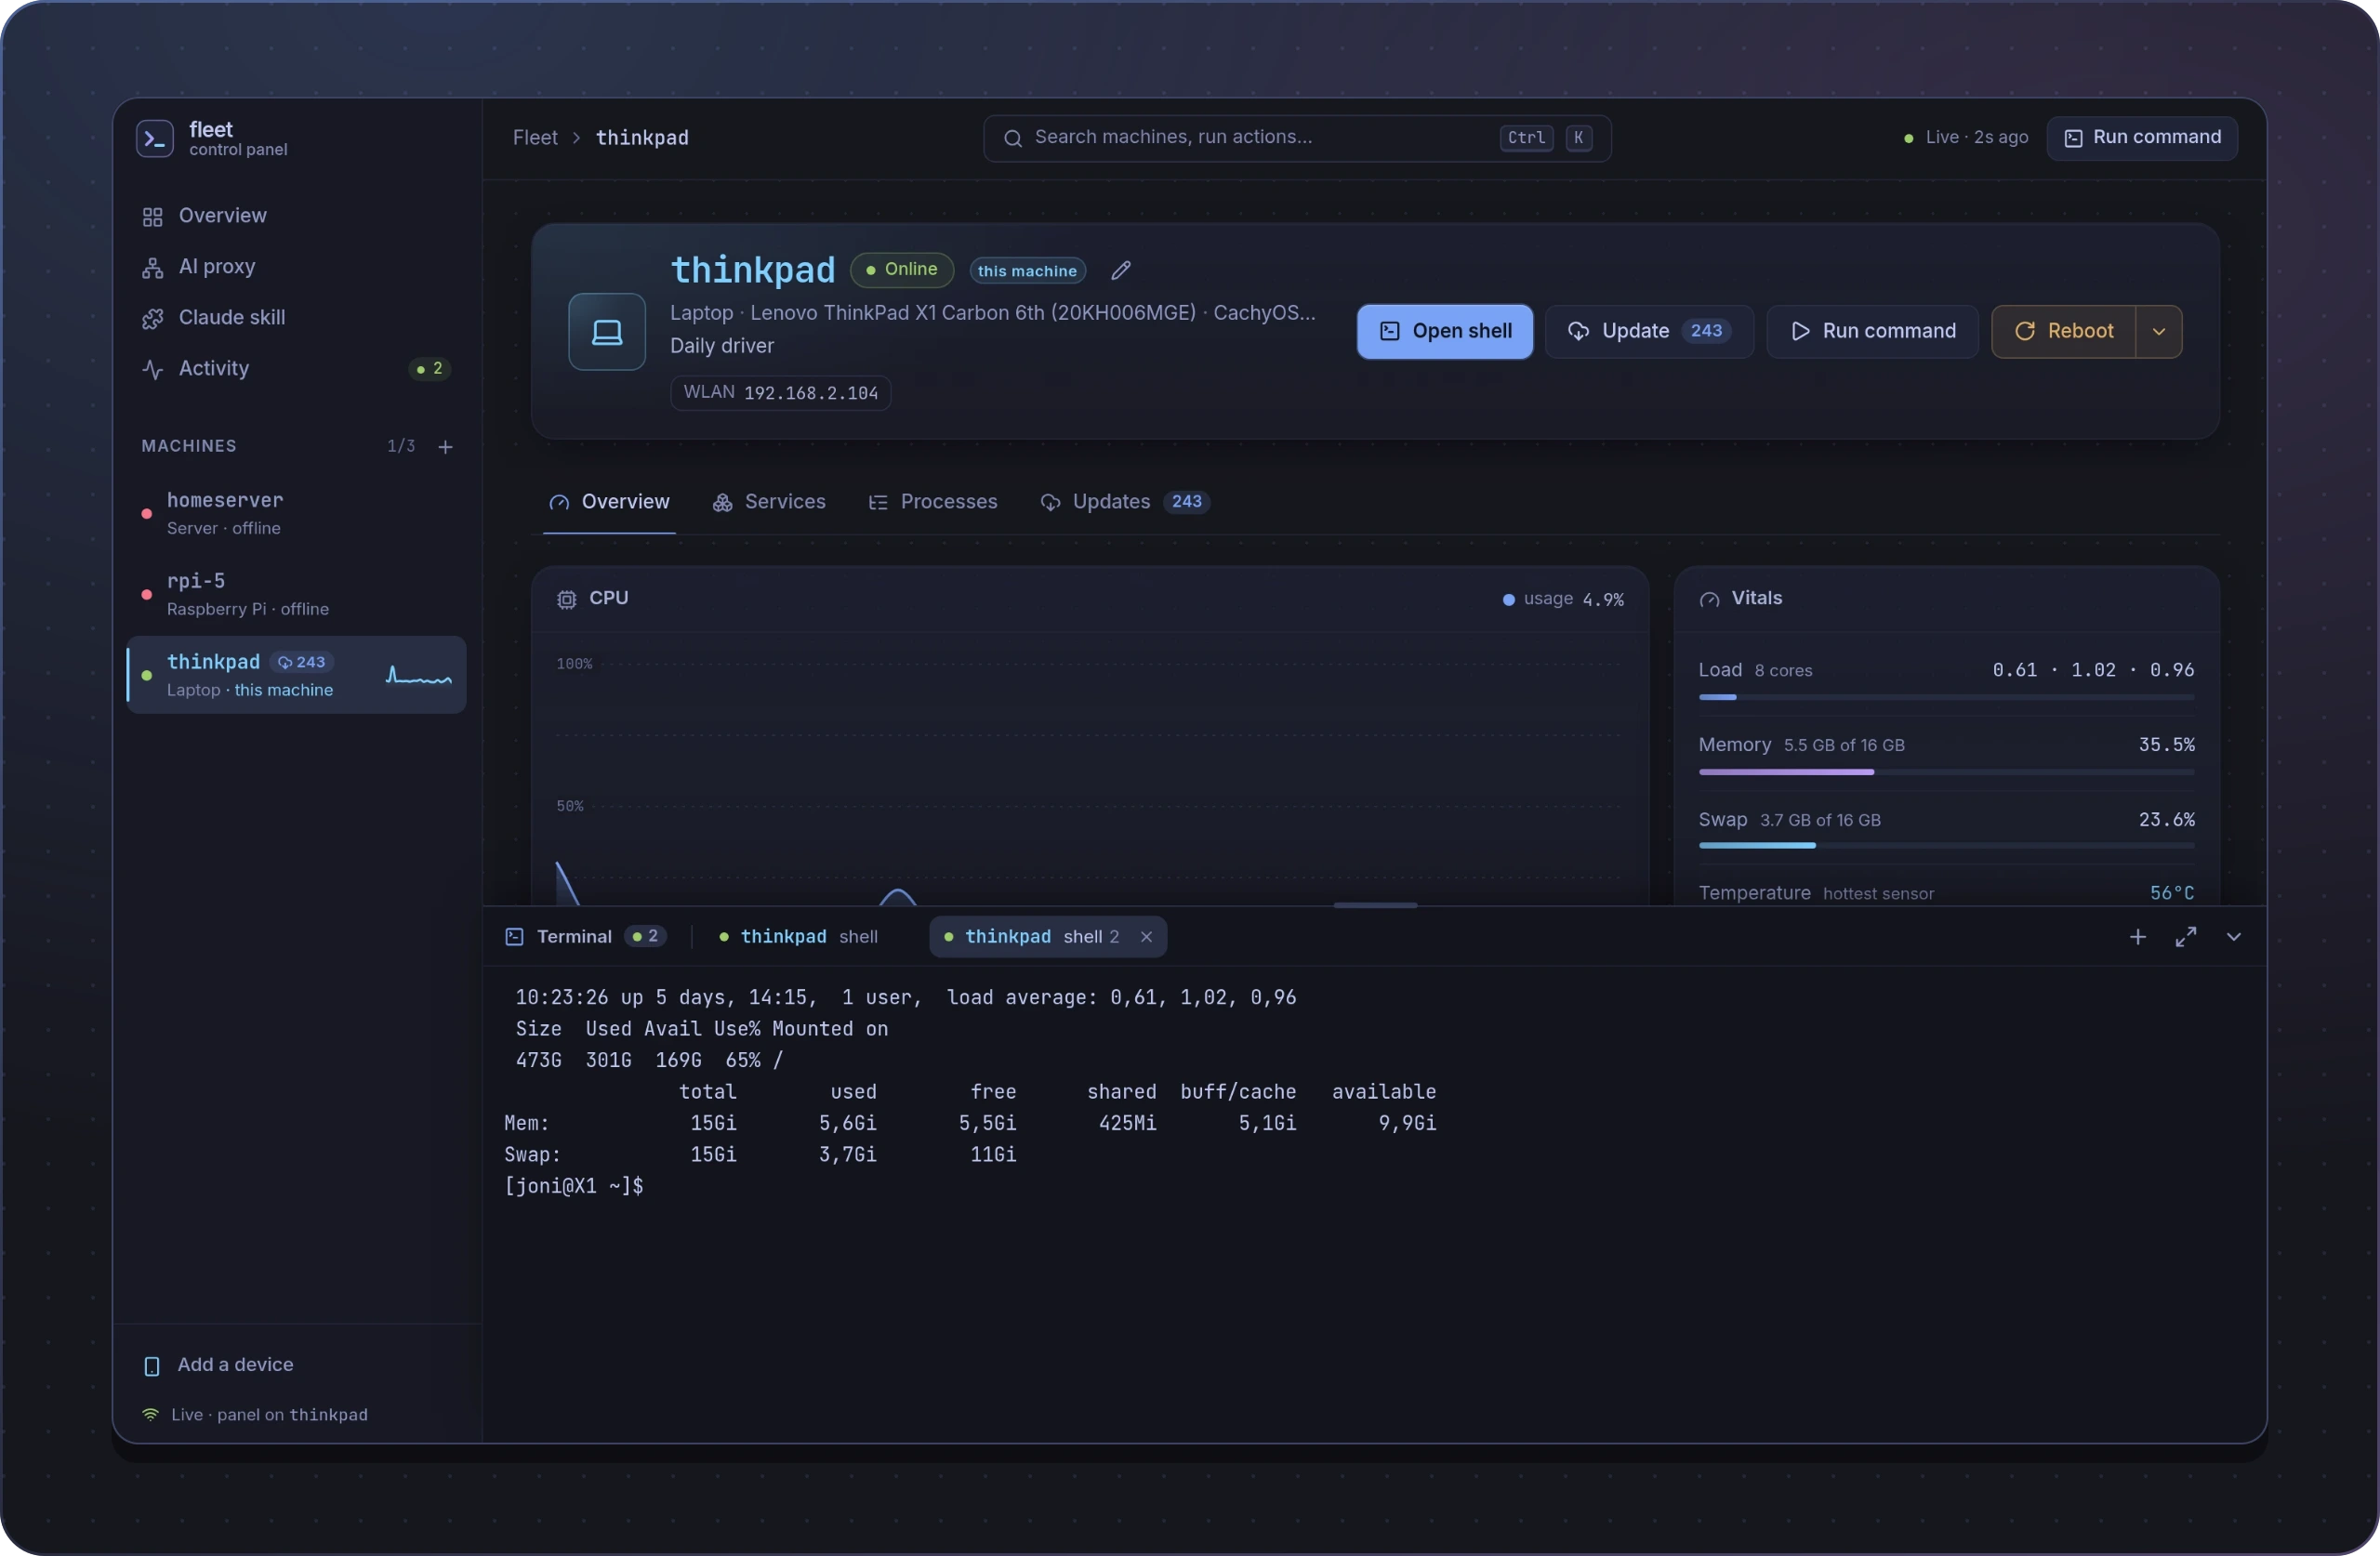 fleet
control panel
Overview
AI proxy
Claude skill
Activity 2
MACHINES 1/3
homeserver
Server · offline
rpi-5
Raspberry Pi · offline
thinkpad 243
Laptop · this machine
Add a device
Live · panel on thinkpad
Fleet > thinkpad
Search machines, run actions... Ctrl K
Live · 2s ago
Run command
thinkpad Online this machine
Laptop · Lenovo ThinkPad X1 Carbon 6th (20KH006MGE) · CachyOS...
Daily driver
WLAN 192.168.2.104
Open shell
Update 243
Run command
Reboot
Overview
Services
Processes
Updates 243
CPU usage 4.9%
100%
50%
Vitals
Load 8 cores 0.61 · 1.02 · 0.96
Memory 5.5 GB of 16 GB 35.5%
Swap 3.7 GB of 16 GB 23.6%
Temperature hottest sensor 56°C
Terminal 2
thinkpad shell
thinkpad shell 2
10:23:26 up 5 days, 14:15,  1 user,  load average: 0,61, 1,02, 0,96
Size  Used Avail Use% Mounted on
473G  301G  169G  65% /
total        used        free      shared  buff/cache   available
Mem:            15Gi       5,6Gi       5,5Gi       425Mi       5,1Gi       9,9Gi
Swap:           15Gi       3,7Gi        11Gi
[joni@X1 ~]$